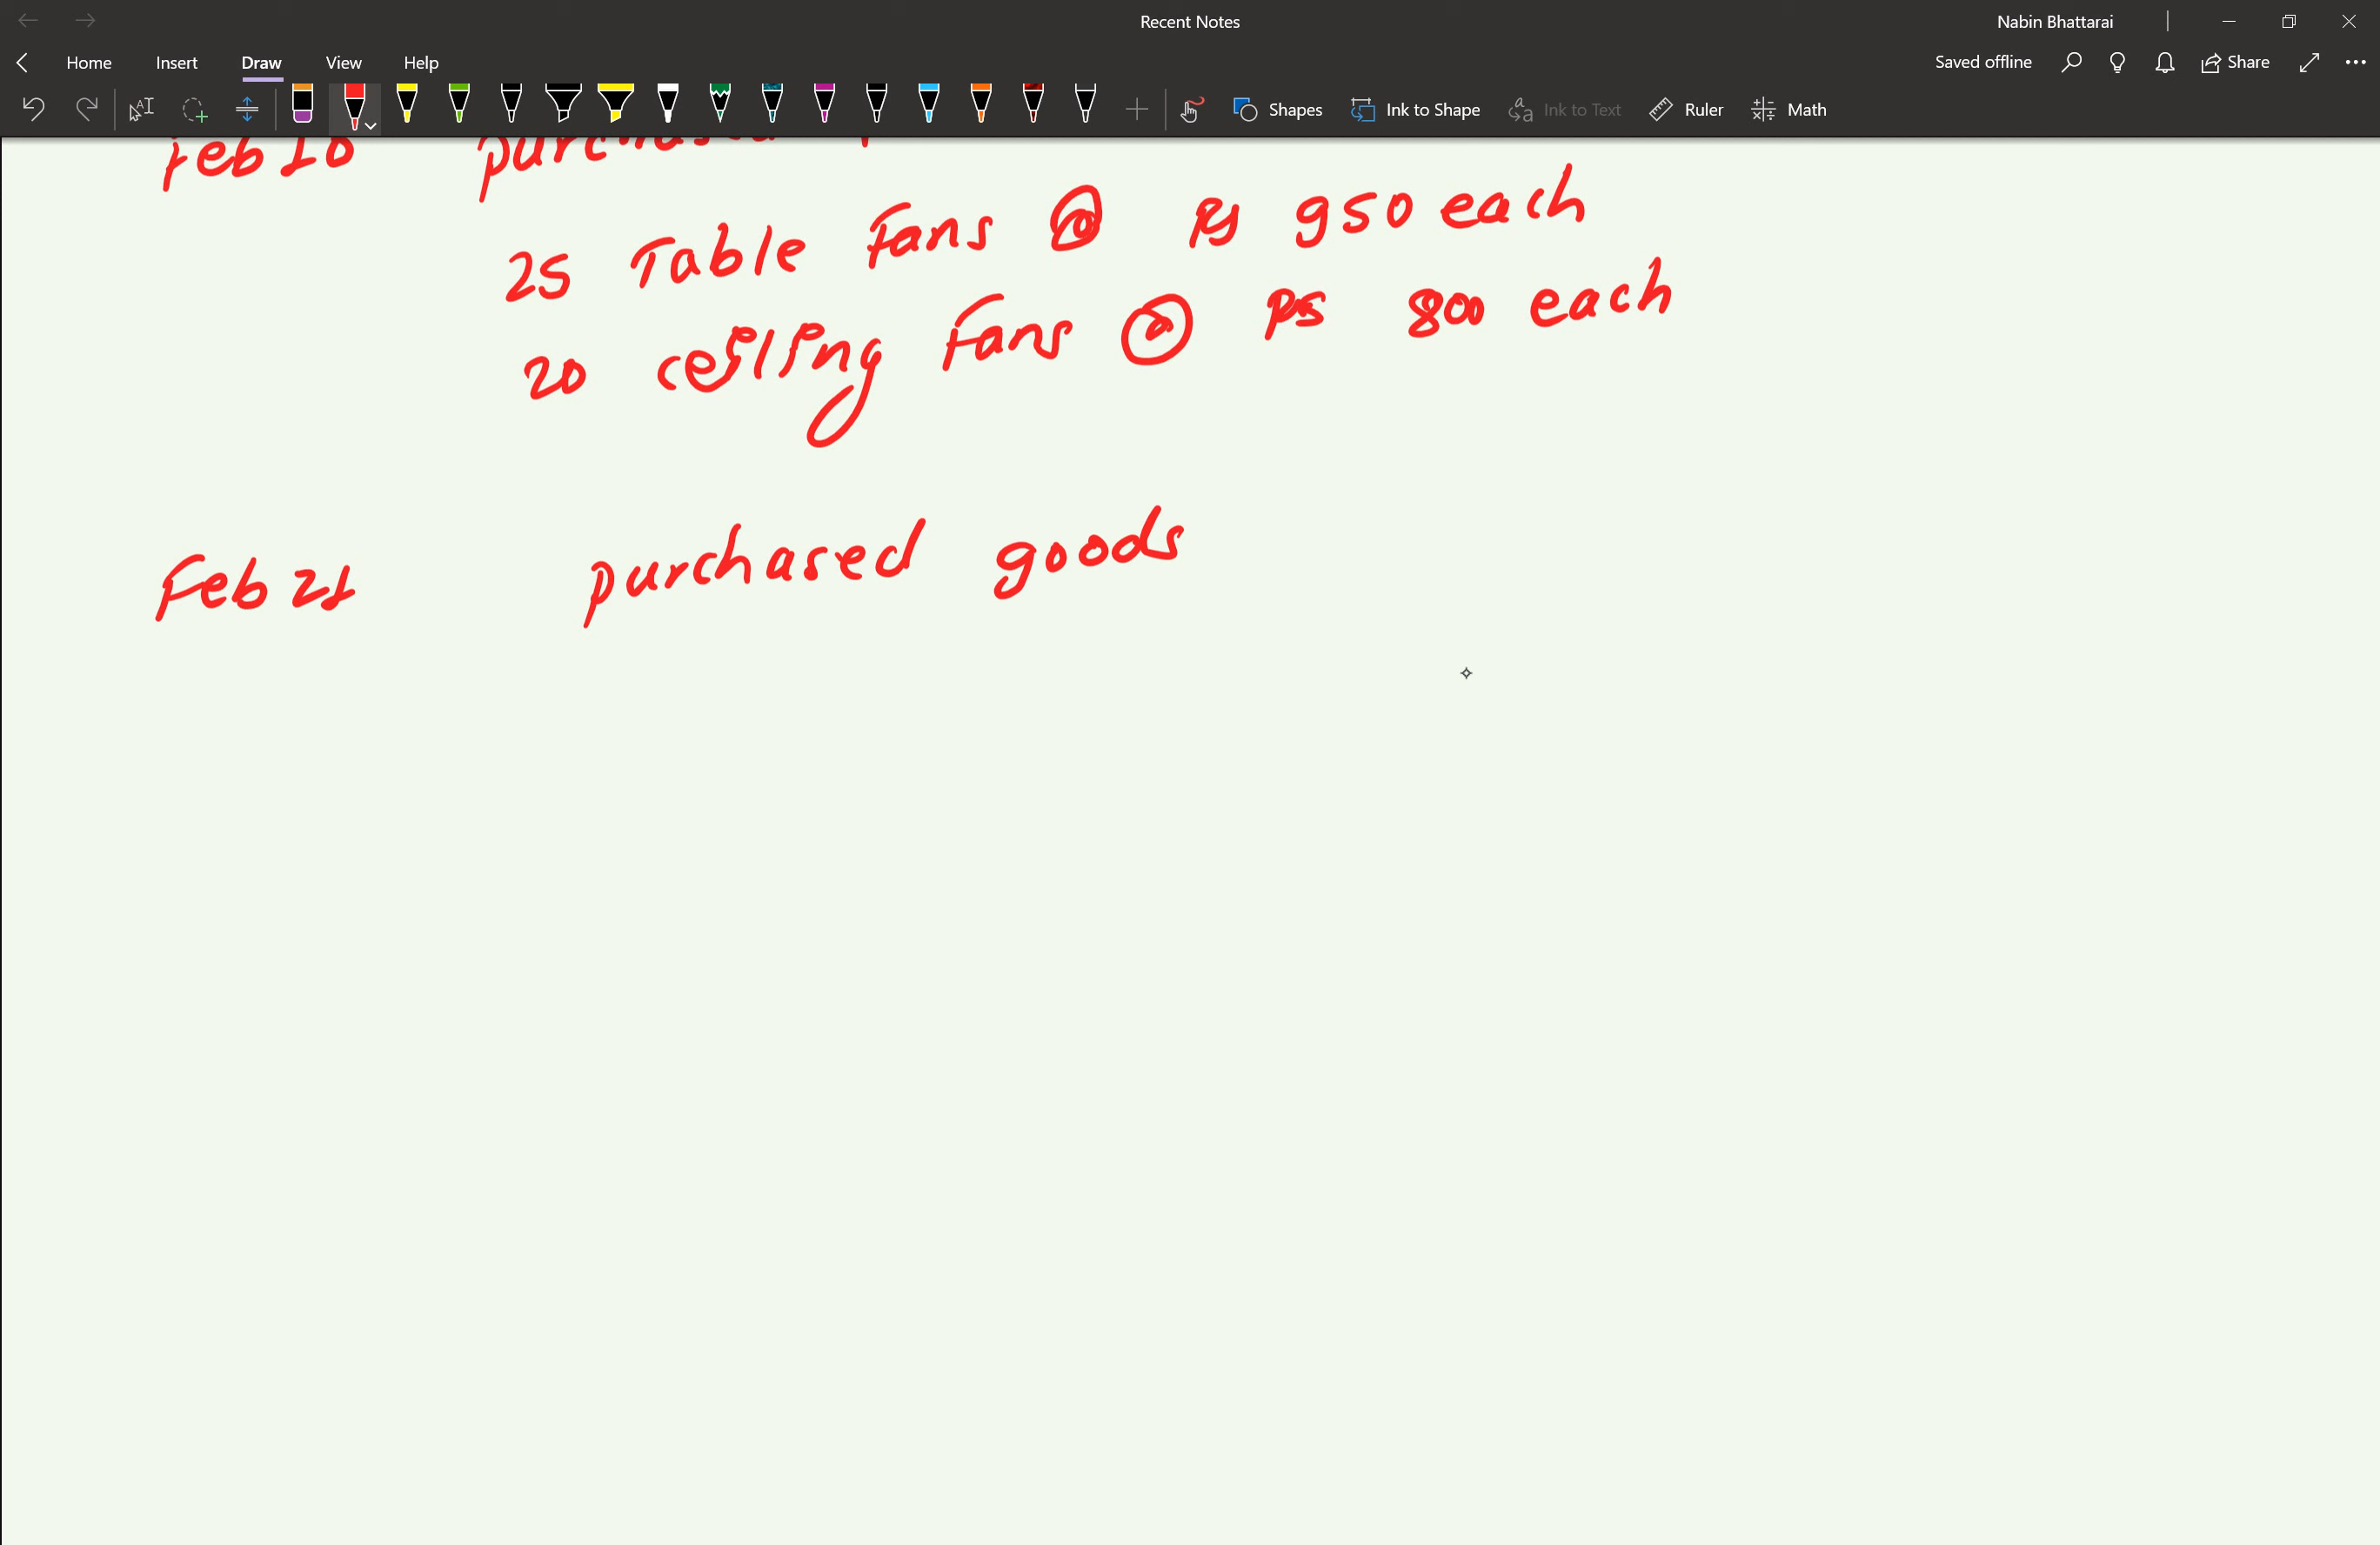 Recent Notes
Nabin Bhattarai
Home Insert Draw View Help
Saved offline Share
Shapes Ink to Shape Ink to Text Ruler Math
purchased
25 Table Fans @ Rs 950 each
20 ceiling Fans @ Rs 800 each
Feb 21 purchased goods